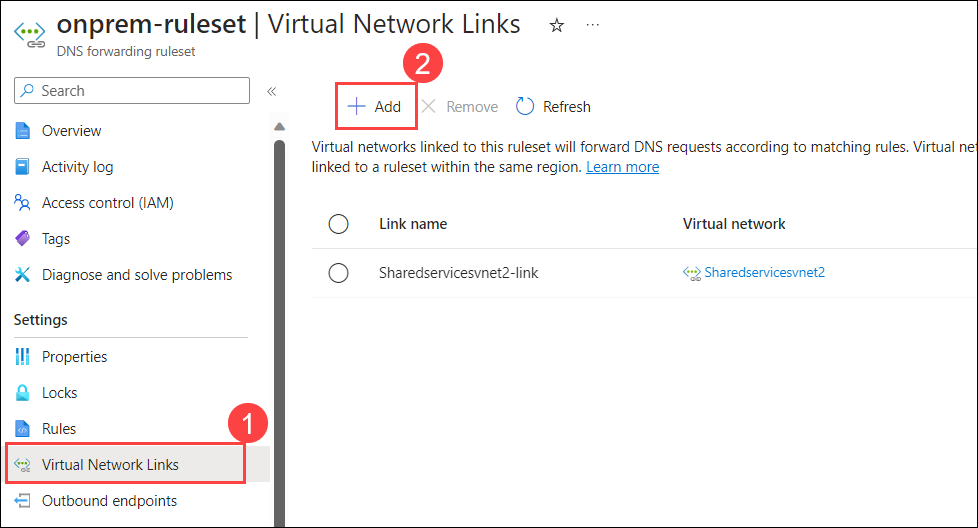 onprem-ruleset | Virtual Network Links
DNS forwarding ruleset
Search
Overview
Activity log
Access control (IAM)
Tags
Diagnose and solve problems
Settings
Properties
Locks
Rules
1
Virtual Network Links
Outbound endpoints
2
Add Remove Refresh
Virtual networks linked to this ruleset will forward DNS requests according to matching rules. Virtual net
linked to a ruleset within the same region. Learn more
Link name Virtual network
Sharedservicesvnet2-link Sharedservicesvnet2